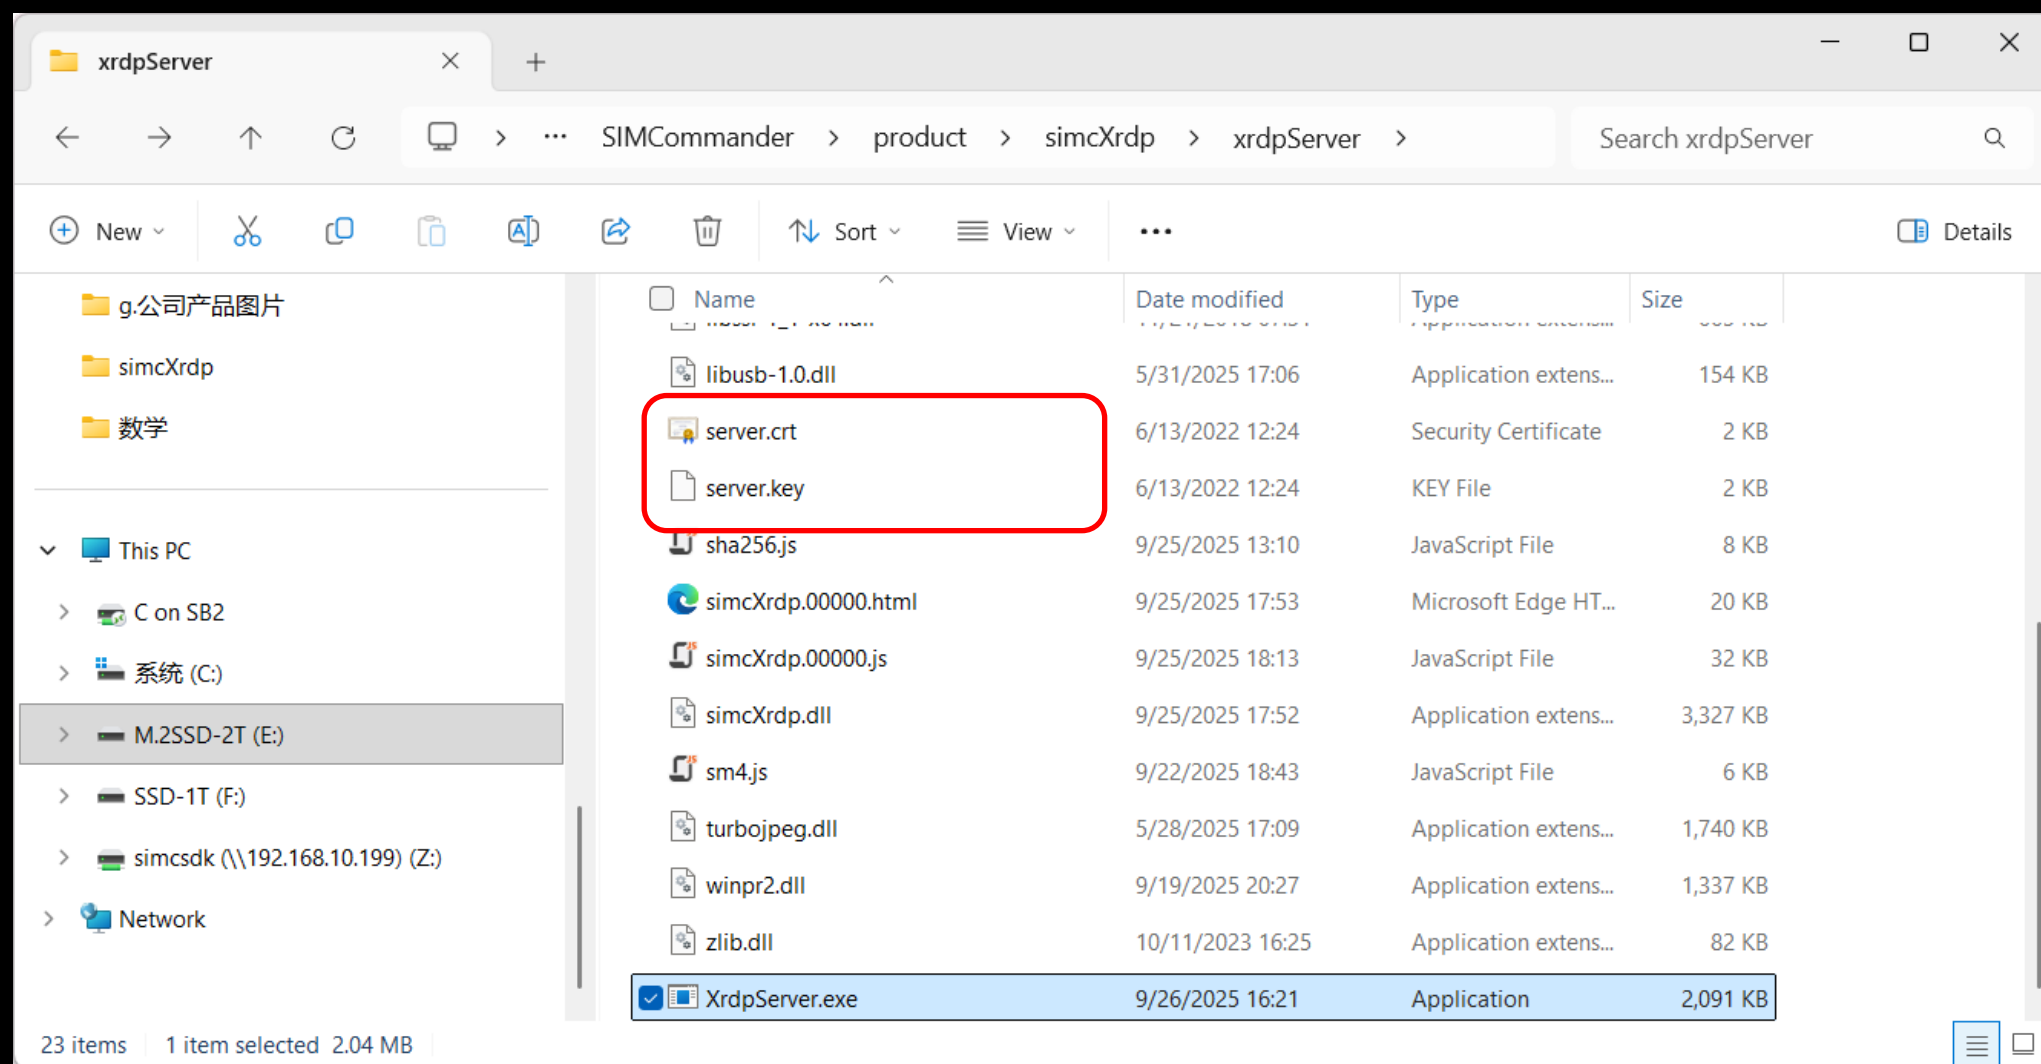 xrdpServer
SIMCommander > product > simcXrdp > xrdpServer >
Search xrdpServer
New
Sort
View
Details
g.公司产品图片
simcXrdp
数学
This PC
C on SB2
系统 (C:)
M.2SSD-2T (E:)
SSD-1T (F:)
simcsdk (\\192.168.10.199) (Z:)
Network
Name Date modified Type Size
libusb-1.0.dll 5/31/2025 17:06 Application extens... 154 KB
server.crt 6/13/2022 12:24 Security Certificate 2 KB
server.key 6/13/2022 12:24 KEY File 2 KB
sha256.js 9/25/2025 13:10 JavaScript File 8 KB
simcXrdp.00000.html 9/25/2025 17:53 Microsoft Edge HT... 20 KB
simcXrdp.00000.js 9/25/2025 18:13 JavaScript File 32 KB
simcXrdp.dll 9/25/2025 17:52 Application extens... 3,327 KB
sm4.js 9/22/2025 18:43 JavaScript File 6 KB
turbojpeg.dll 5/28/2025 17:09 Application extens... 1,740 KB
winpr2.dll 9/19/2025 20:27 Application extens... 1,337 KB
zlib.dll 10/11/2023 16:25 Application extens... 82 KB
XrdpServer.exe 9/26/2025 16:21 Application 2,091 KB
23 items 1 item selected 2.04 MB